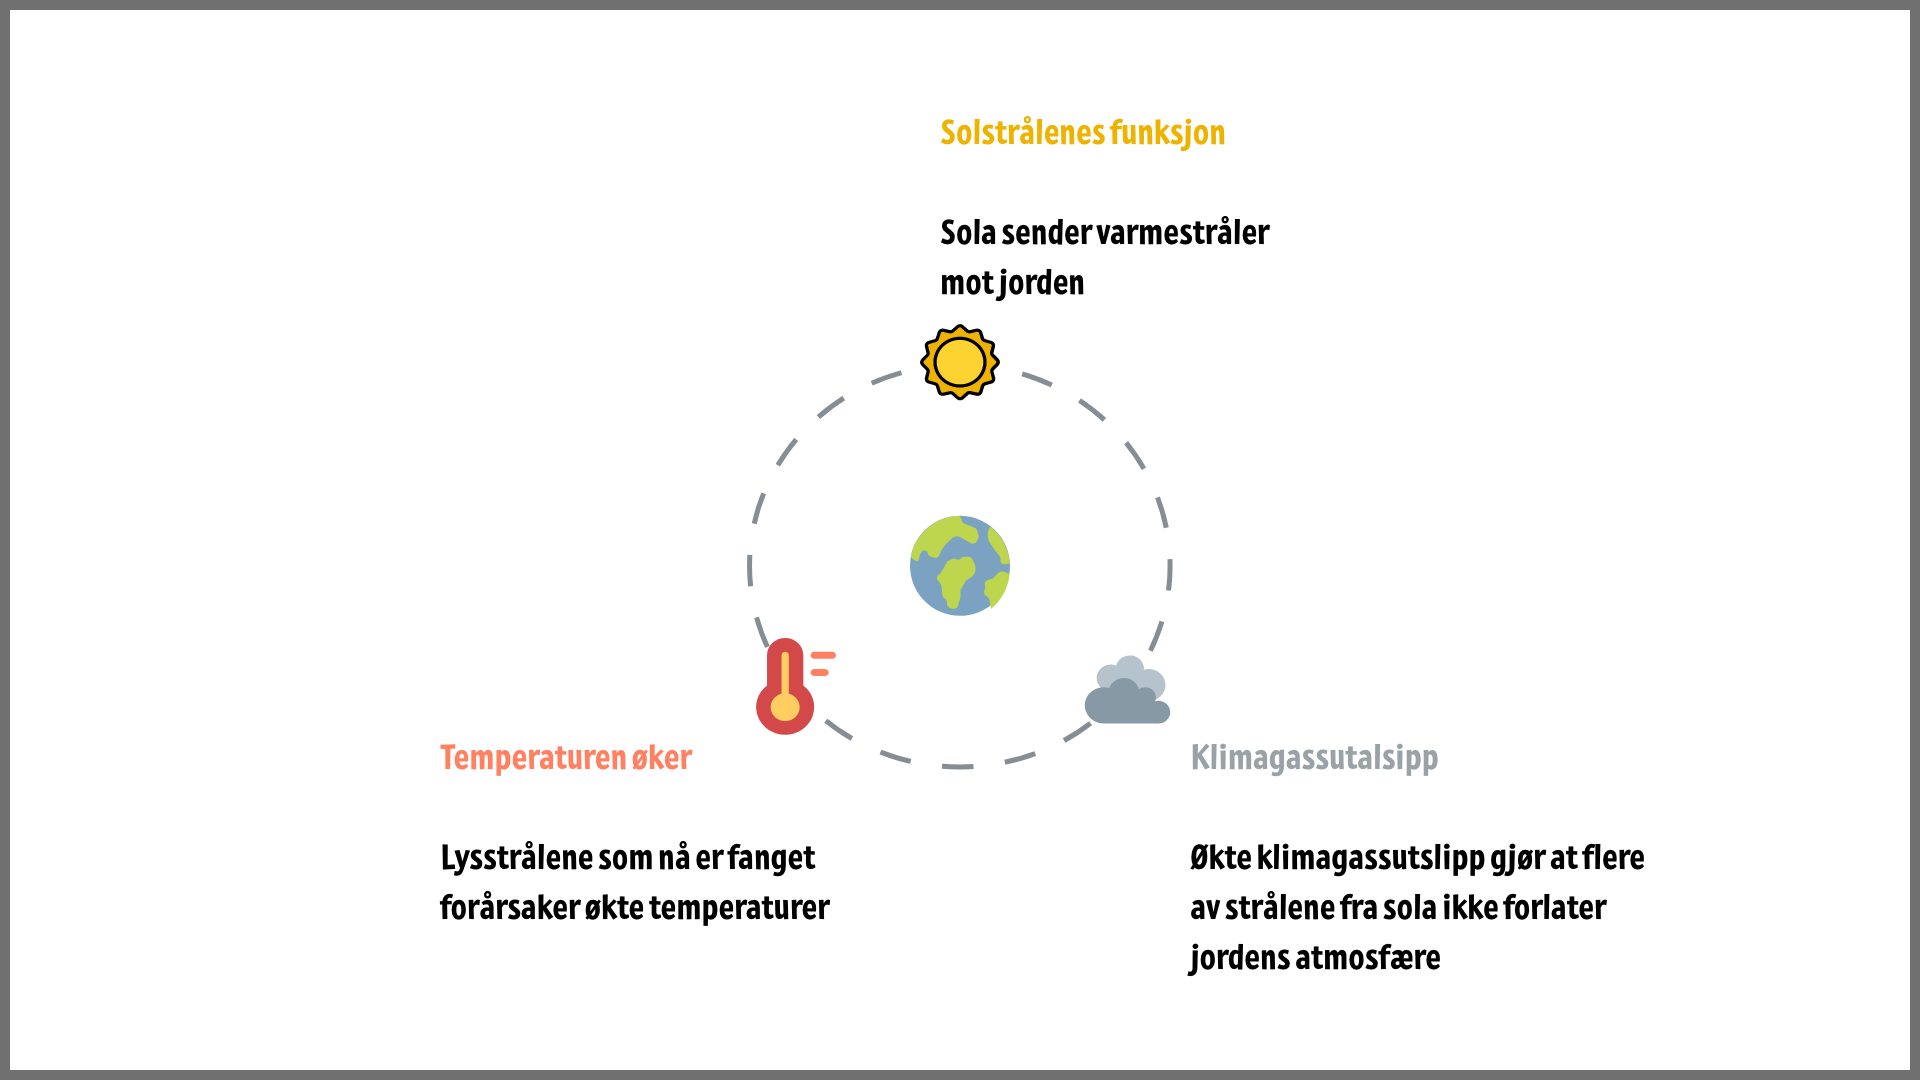 Solstrålenes funksjon
Sola sender varmestråler
mot jorden
Temperaturen øker
Lysstrålene som nå er fanget
forårsaker økte temperaturer
Klimagassutalsipp
Økte klimagassutslipp gjør at flere
av strålene fra sola ikke forlater
jordens atmosfære